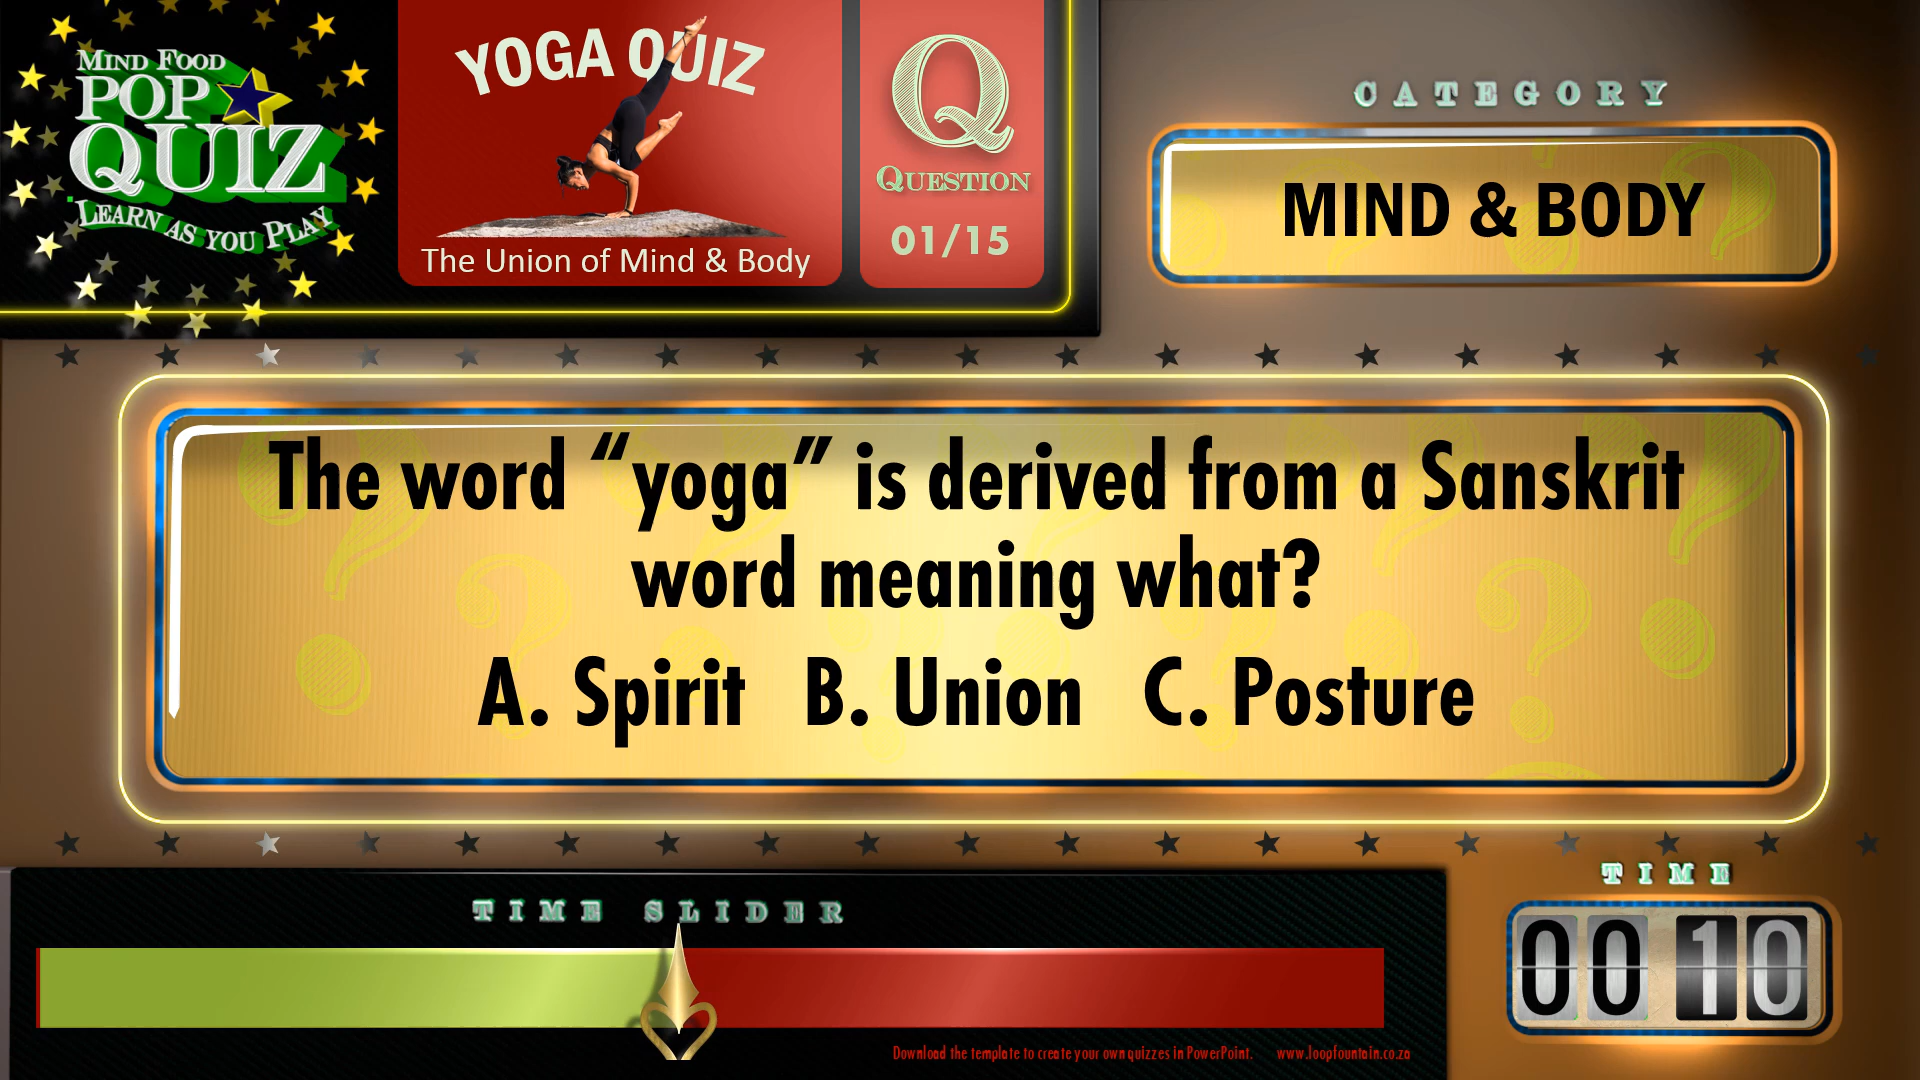 MIND FOOD
POP
QUIZ
LEARN AS YOU PLAY
YOGA QUIZ
The Union of Mind & Body
Q
QUESTION
01/15
CATEGORY
MIND & BODY
The word “yoga” is derived from a Sanskrit
word meaning what?
A. Spirit B. Union C. Posture
TIME SLIDER
TIME
00 10
Download the template to create your own quizzes in PowerPoint. www.loopfountain.co.za